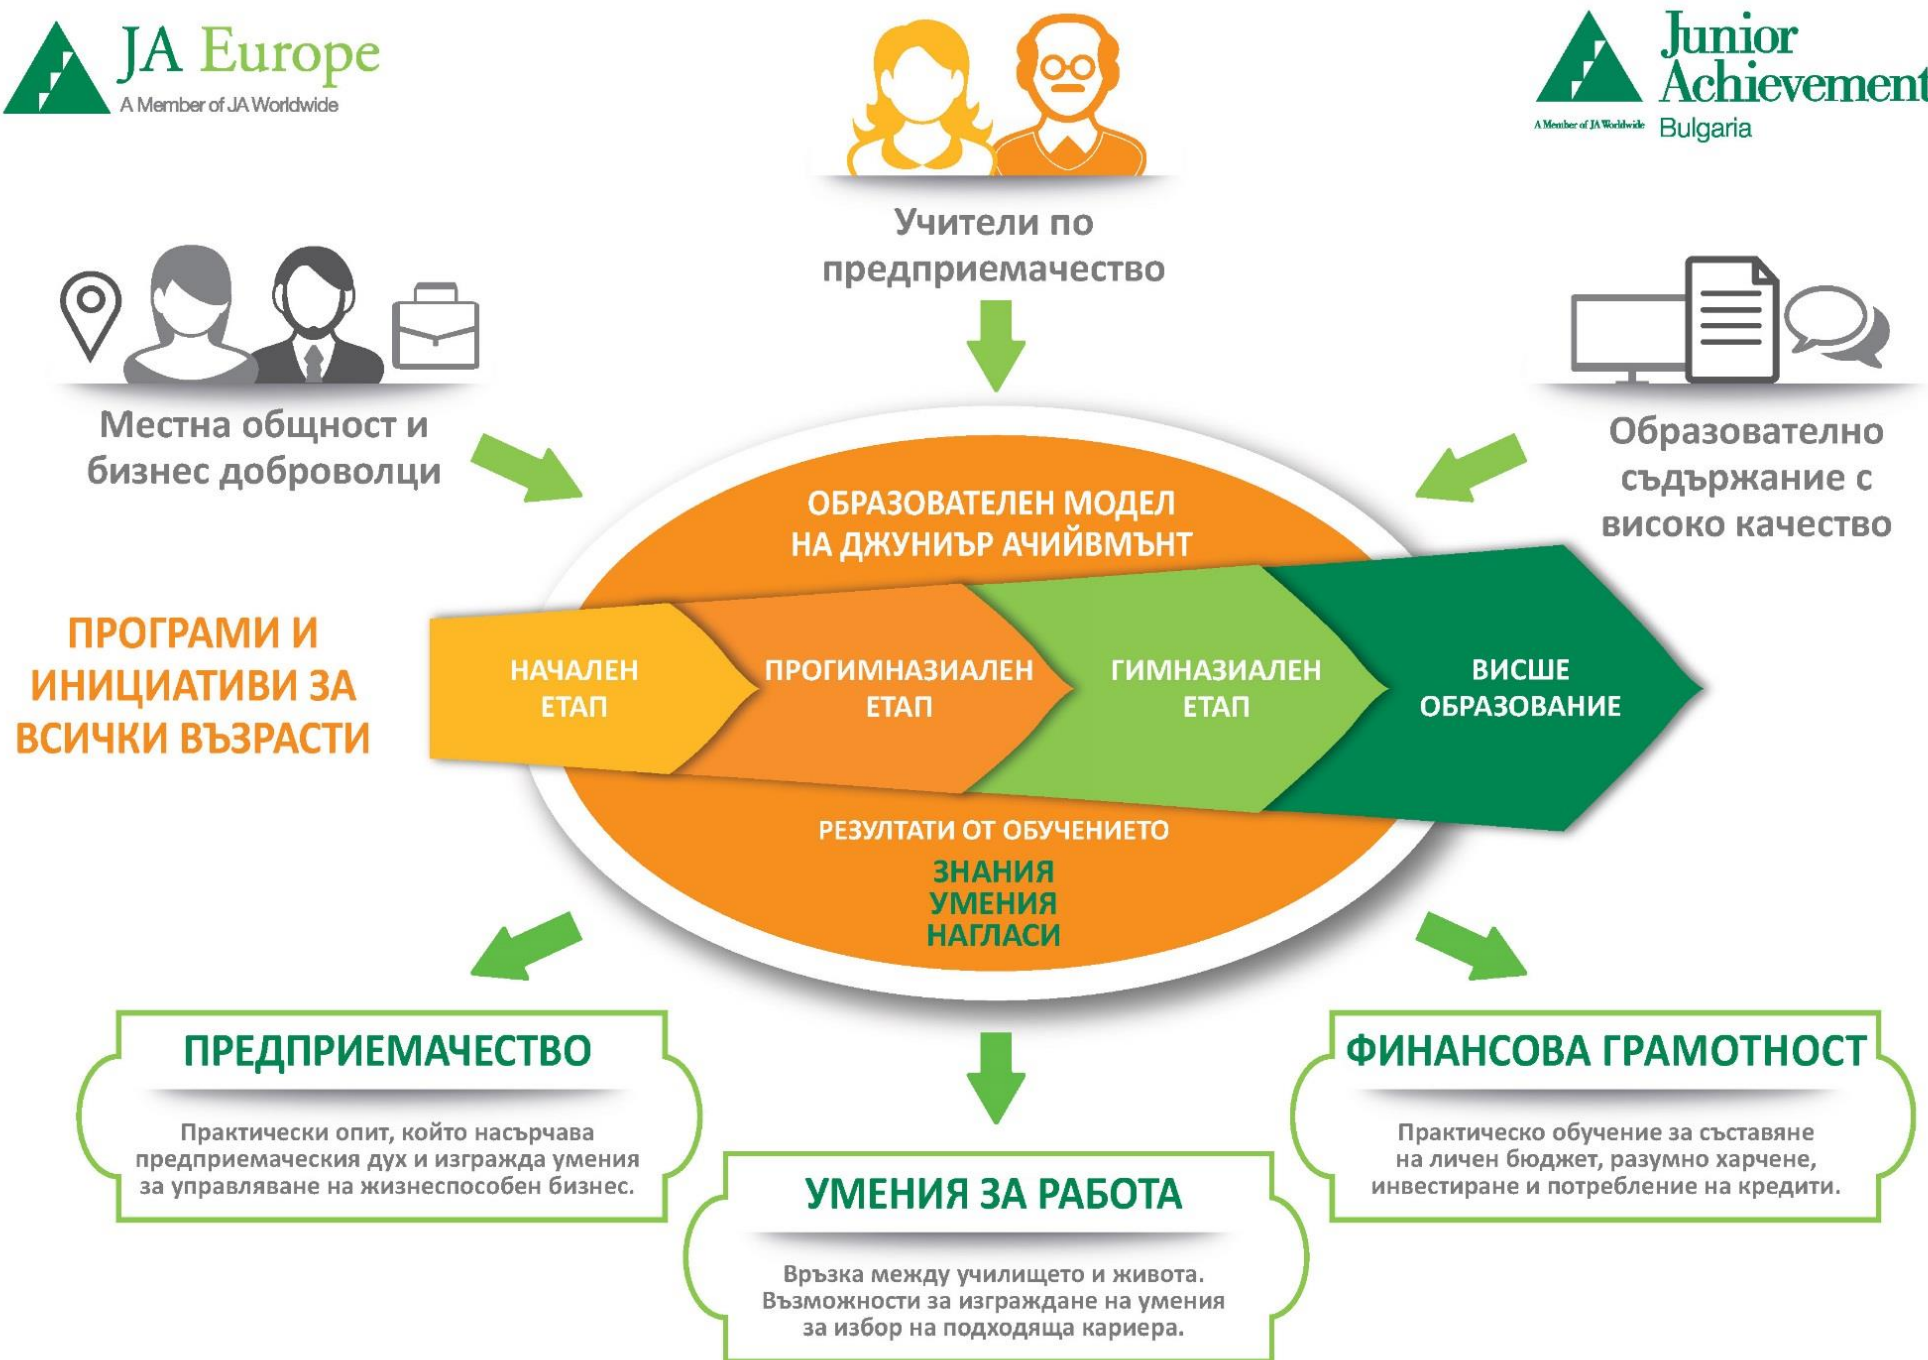 JA Europe
A Member of JA Worldwide
Junior
Achievement
A Member of JA Worldwide
Bulgaria
Учители по
предприемачество
Местна общност и
бизнес доброволци
Образователно
съдържание с
високо качество
ОБРАЗОВАТЕЛЕН МОДЕЛ
НА ДЖУНИЪР АЧИЙВМЪНТ
ПРОГРАМИ И
ИНИЦИАТИВИ ЗА
ВСИЧКИ ВЪЗРАСТИ
НАЧАЛЕН
ЕТАП
ПРОГИМНАЗИАЛЕН
ЕТАП
ГИМНАЗИАЛЕН
ЕТАП
ВИСШЕ
ОБРАЗОВАНИЕ
РЕЗУЛТАТИ ОТ ОБУЧЕНИЕТО
ЗНАНИЯ
УМЕНИЯ
НАГЛАСИ
ПРЕДПРИЕМАЧЕСТВО
Практически опит, който насърчава
предприемаческия дух и изгражда умения
за управляване на жизнеспособен бизнес.
УМЕНИЯ ЗА РАБОТА
Връзка между училището и живота.
Възможности за изграждане на умения
за избор на подходяща кариера.
ФИНАНСОВА ГРАМОТНОСТ
Практическо обучение за съставяне
на личен бюджет, разумно харчене,
инвестиране и потребление на кредити.